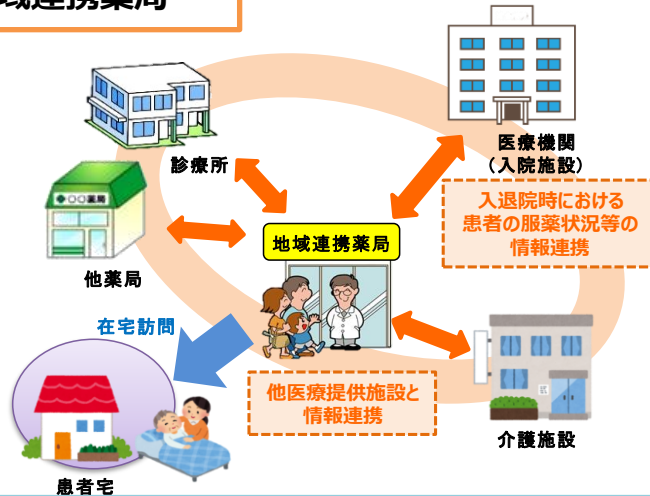 域連携薬局
診療所
医療機関
(入院施設)
入退院時における
患者の服薬状況等の
情報連携
〇〇薬局
他薬局
地域連携薬局
在宅訪問
他医療提供施設と
情報連携
介護施設
患者宅